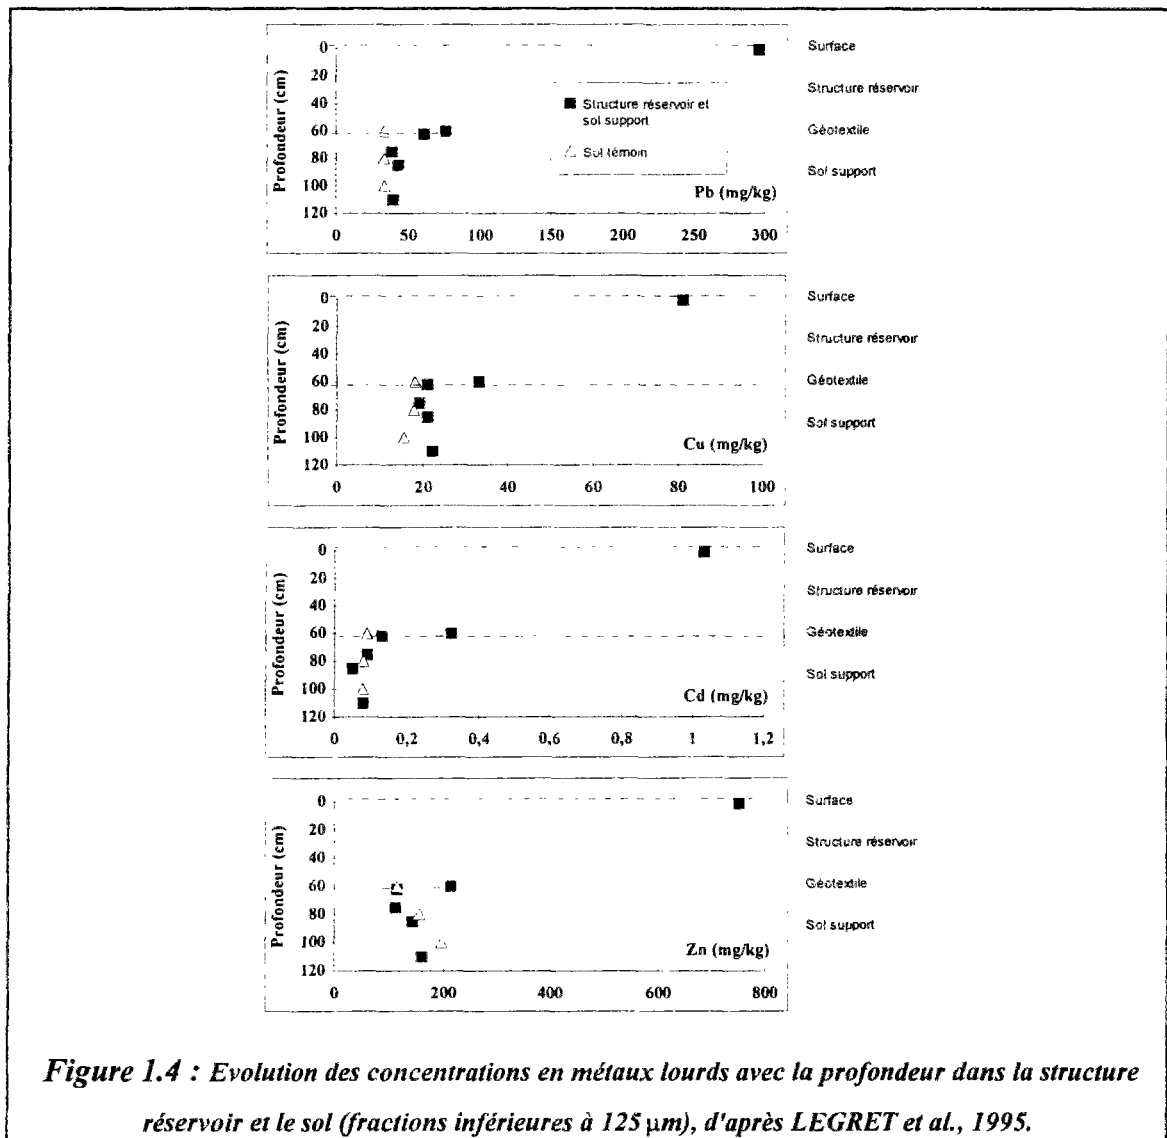 0
20
40
60
80
100
120
Profondeur (cm)
Structure réservoir et
sol support
Sol témoin
Pb (mg/kg)
0 50 100 150 200 250 300
Surface
Structure réservoir
Géotextile
Sol support
0
20
40
60
80
100
120
Profondeur (cm)
Cu (mg/kg)
0 20 40 60 80 100
Surface
Structure réservoir
Géotextile
Sol support
0
20
40
60
80
100
120
Profondeur (cm)
Cd (mg/kg)
0 0,2 0,4 0,6 0,8 1 1,2
Surface
Structure réservoir
Géotextile
Sol support
0
20
40
60
80
100
120
Profondeur (cm)
Zn (mg/kg)
0 200 400 600 800
Surface
Structure réservoir
Géotextile
Sol support
Figure 1.4 : Evolution des concentrations en métaux lourds avec la profondeur dans la structure
réservoir et le sol (fractions inférieures à 125 µm), d'après LEGRET et al., 1995.